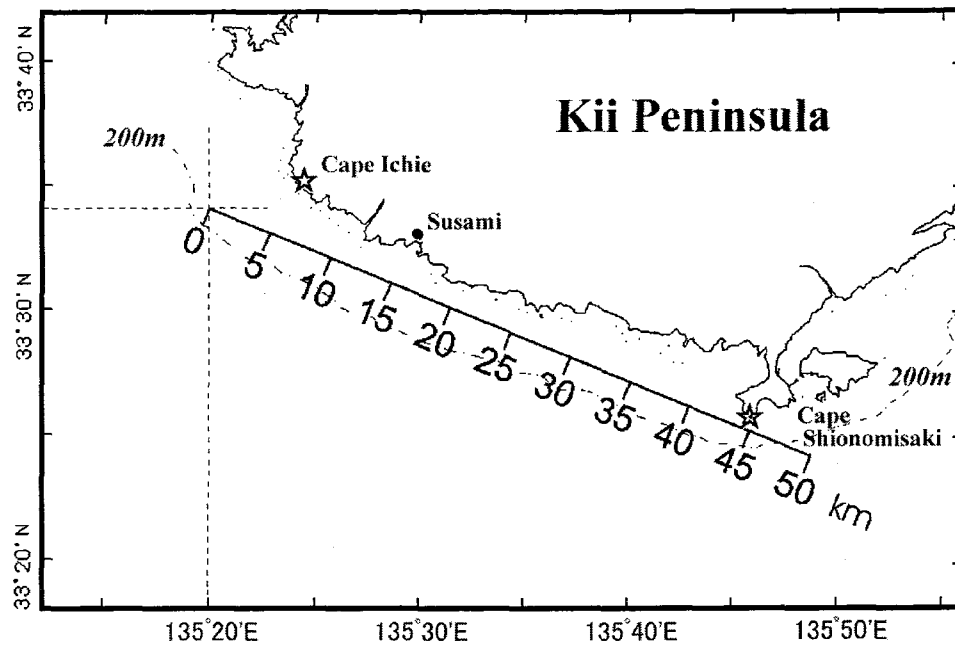 33° 40' N
Kii Peninsula
200m
Cape Ichie
Susami
0
5
10
15
20
25
30
35
40
45
50
km
33° 30' N
200m
Cape
Shionomisaki
33° 20' N
135°20'E
135°30'E
135°40'E
135°50'E